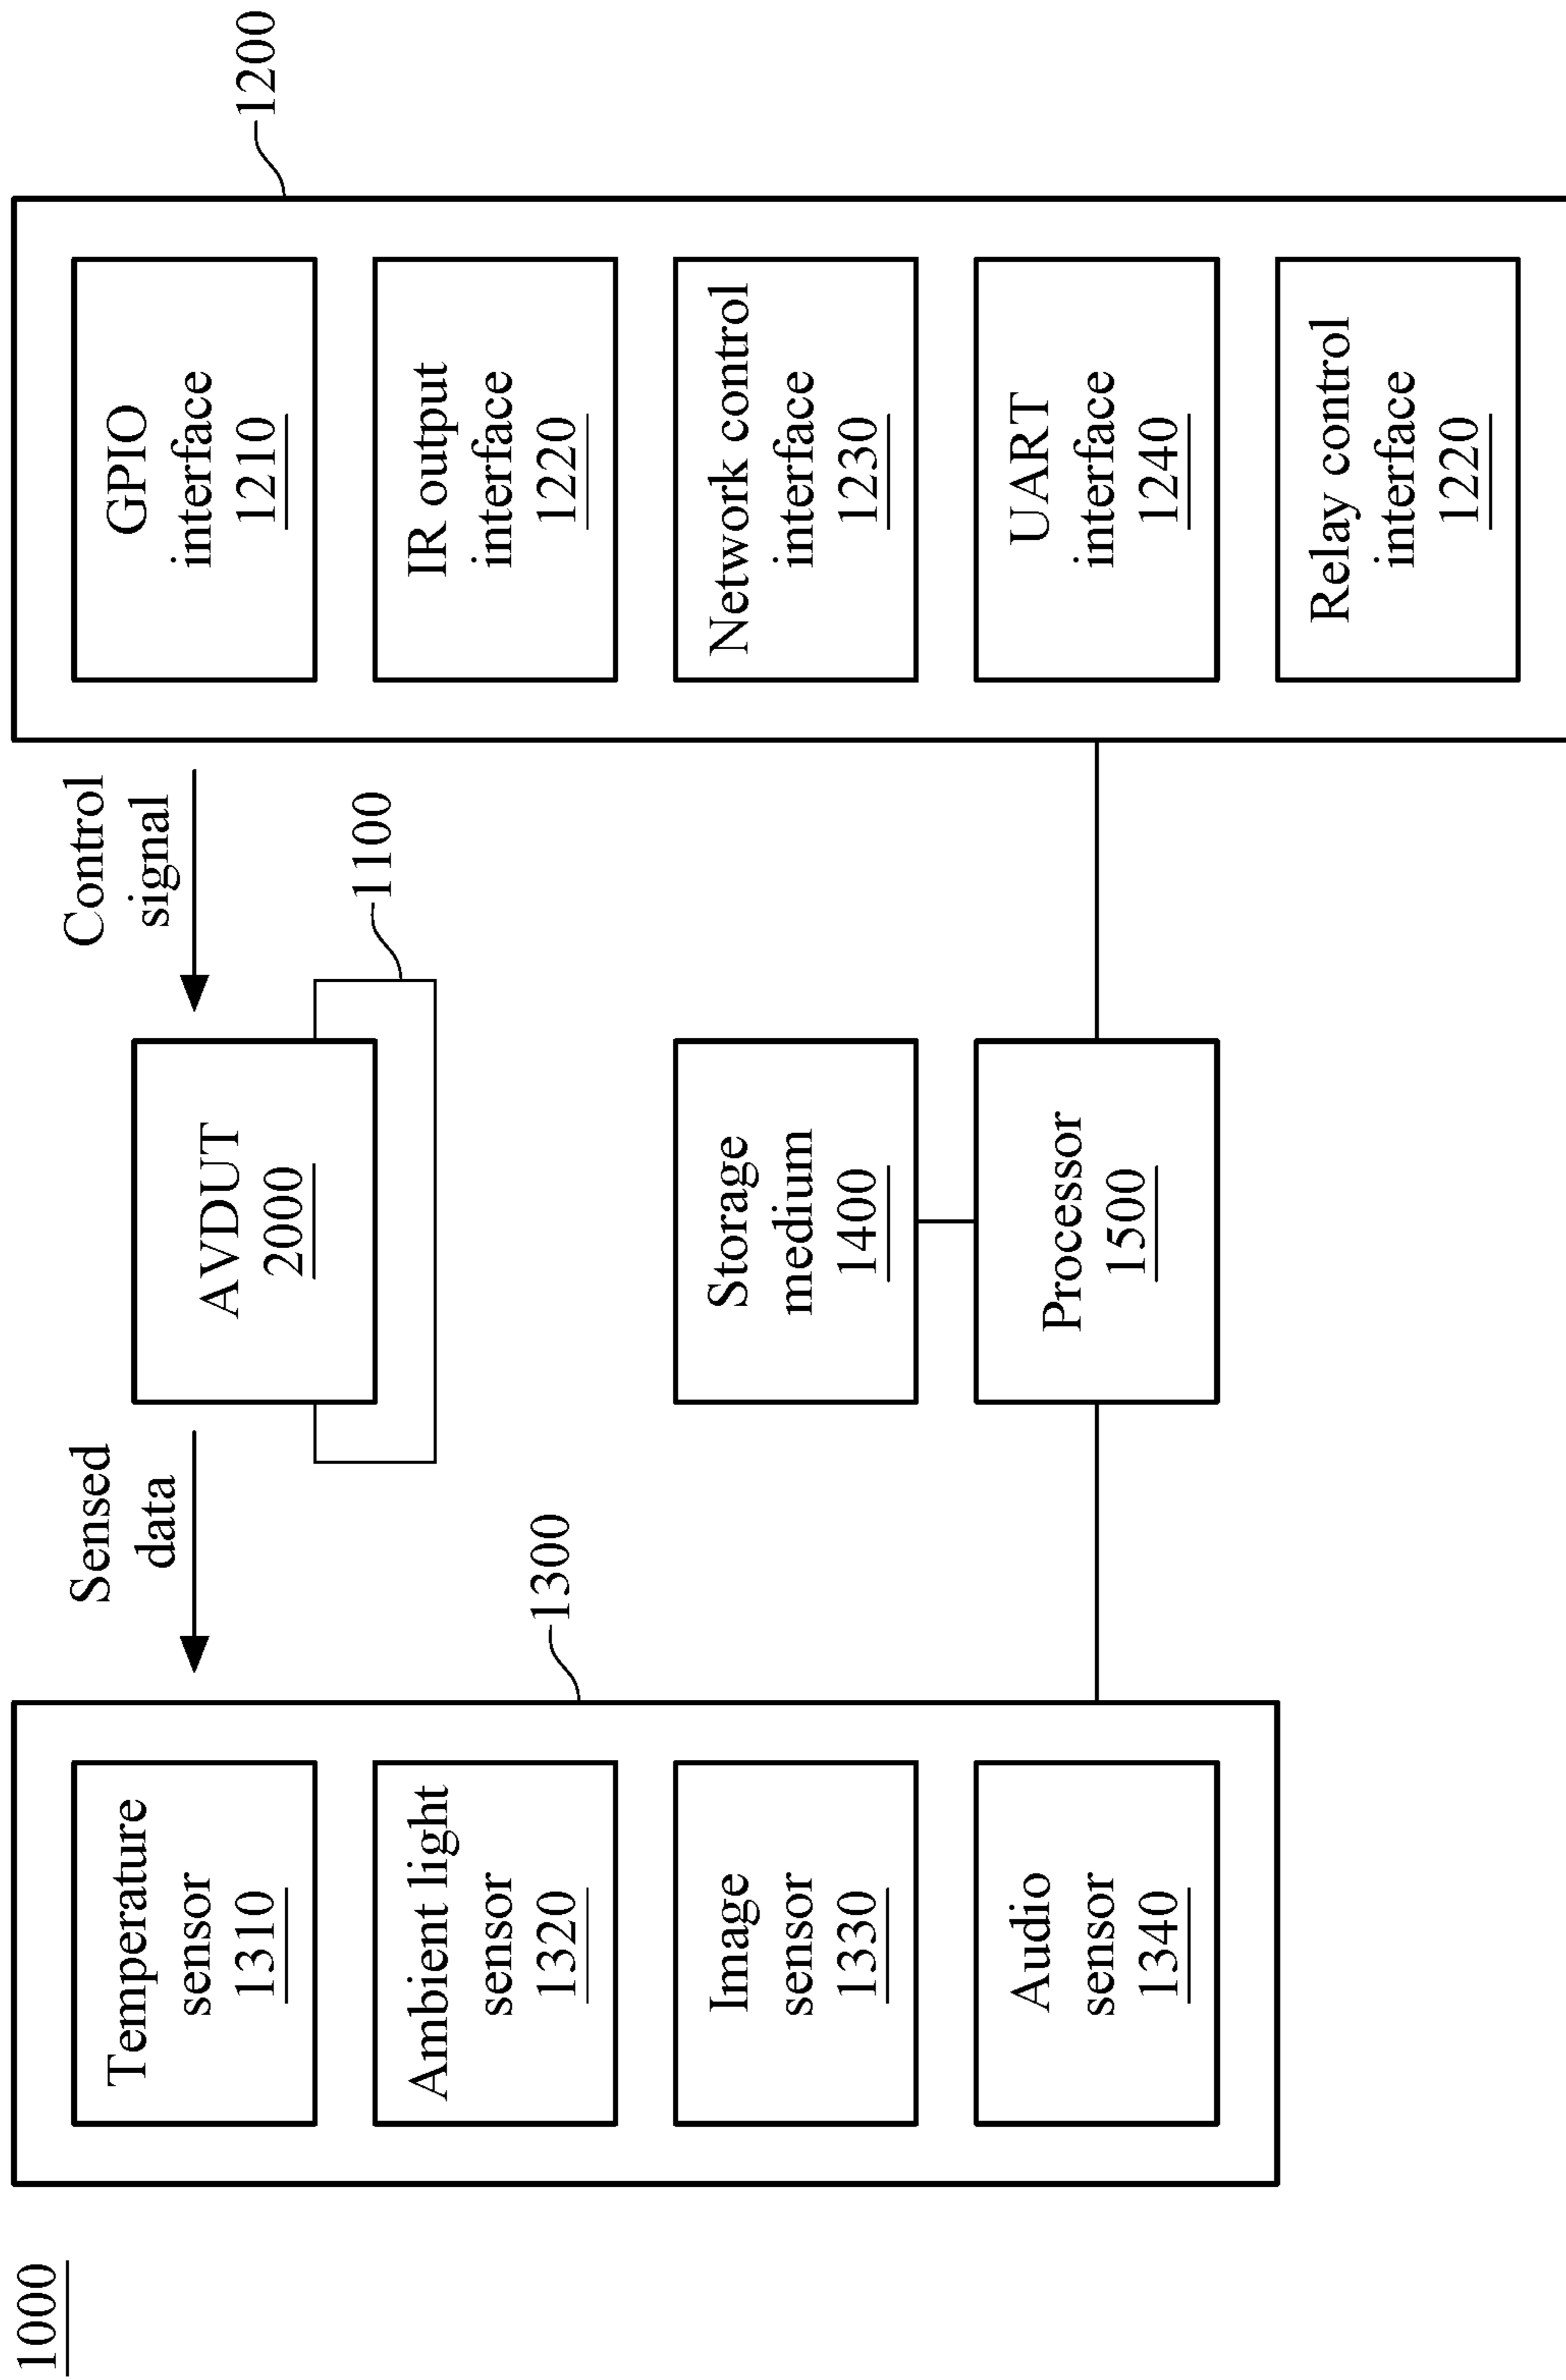 1000
Temperature
sensor
1310
Ambient light
sensor
1320
Image
sensor
1330
Audio
sensor
1340
1300
Sensed
data
AVDUT
2000
1100
Storage
medium
1400
Processor
1500
Control
signal
GPIO
interface
1210
IR output
interface
1220
Network control
interface
1230
UART
interface
1240
Relay control
interface
1220
1200